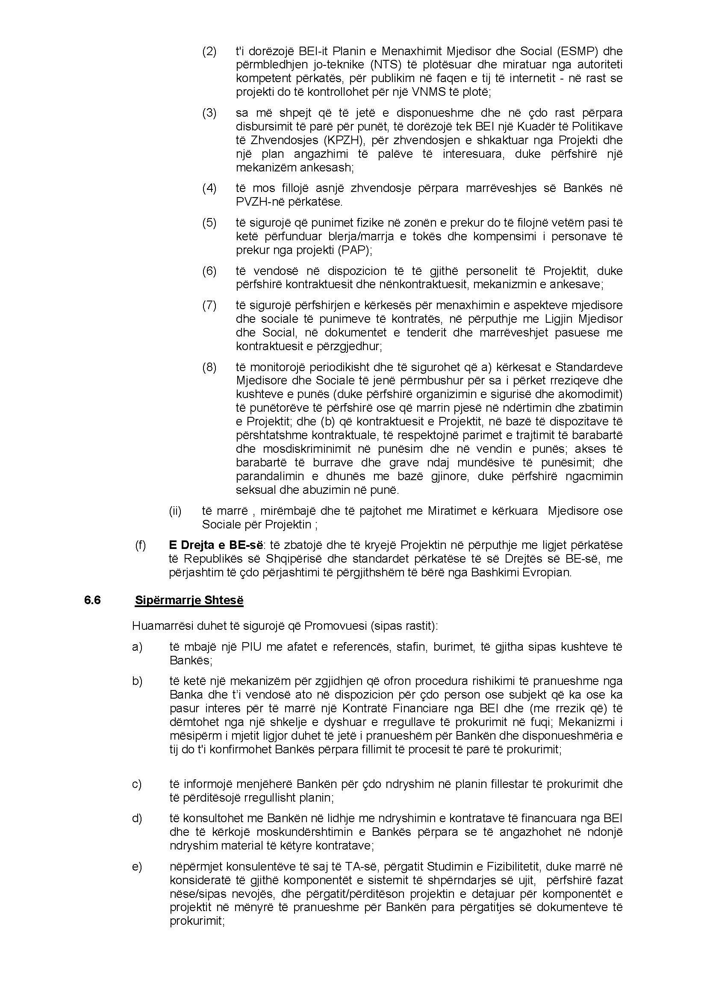 (2) t'i dorëzojë BEI-it Planin e Menaxhimit Mjedisor dhe Social (ESMP) dhe
përmbledhjen jo-teknike (NTS) të plotësuar dhe miratuar nga autoriteti
kompetent përkatës, për publikim në faqen e tij të internetit - në rast se
projekti do të kontrollohet për një VNMS të plotë;
(3) sa më shpejt që të jetë e disponueshme dhe në çdo rast përpara
disbursimit të parë për punët, të dorëzojë tek BEI një Kuadër të Politikave
të Zhvendosjes (KPZH), për zhvendosjen e shkaktuar nga Projekti dhe
një plan angazhimi të palëve të interesuara, duke përfshirë një
mekanizëm ankesash;
(4) të mos fillojë asnjë zhvendosje përpara marrëveshjes së Bankës në
PVZH-në përkatëse.
(5) të sigurojë që punimet fizike në zonën e prekur do të filojnë vetëm pasi të
ketë përfunduar blerja/marrja e tokës dhe kompensimi i personave të
prekur nga projekti (PAP);
(6) të vendosë në dispozicion të të gjithë personelit të Projektit, duke
përfshirë kontraktuesit dhe nënkontraktuesit, mekanizmin e ankesave;
(7) të sigurojë përfshirjen e kërkesës për menaxhimin e aspekteve mjedisore
dhe sociale të punimeve të kontratës, në përputhje me Ligjin Mjedisor
dhe Social, në dokumentet e tenderit dhe marrëveshjet pasuese me
kontraktuesit e përzgjedhur;
(8) të monitorojë periodikisht dhe të sigurohet që a) kërkesat e Standardeve
Mjedisore dhe Sociale të jenë përmbushur për sa i përket rreziqeve dhe
kushteve e punës (duke përfshirë organizimin e sigurisë dhe akomodimit)
të punëtorëve të përfshirë ose që marrin pjesë në ndërtimin dhe zbatimin
e Projektit; dhe (b) që kontraktuesit e Projektit, në bazë të dispozitave të
përshtatshme kontraktuale, të respektojnë parimet e trajtimit të barabartë
dhe mosdiskriminimit në punësim dhe në vendin e punës; akses të
barabartë të burrave dhe grave ndaj mundësive të punësimit; dhe
parandalimin e dhunës me bazë gjinore, duke përfshirë ngacmimin
seksual dhe abuzimin në punë.
(ii) të marrë , mirëmbajë dhe të pajtohet me Miratimet e kërkuara  Mjedisore ose
Sociale për Projektin ;
(f) E Drejta e BE-së: të zbatojë dhe të kryejë Projektin në përputhje me ligjet përkatëse
të Republikës së Shqipërisë dhe standardet përkatëse të së Drejtës së BE-së, me
përjashtim të çdo përjashtimi të përgjithshëm të bërë nga Bashkimi Evropian.
6.6 Sipërmarrje Shtesë
Huamarrësi duhet të sigurojë që Promovuesi (sipas rastit):
a) të mbajë një PIU me afatet e referencës, stafin, burimet, të gjitha sipas kushteve të
Bankës;
b) të ketë një mekanizëm për zgjidhjen që ofron procedura rishikimi të pranueshme nga
Banka dhe t’i vendosë ato në dispozicion për çdo person ose subjekt që ka ose ka
pasur interes për të marrë një Kontratë Financiare nga BEI dhe (me rrezik që) të
dëmtohet nga një shkelje e dyshuar e rregullave të prokurimit në fuqi; Mekanizmi i
mësipërm i mjetit ligjor duhet të jetë i pranueshëm për Bankën dhe disponueshmëria e
tij do t'i konfirmohet Bankës përpara fillimit të procesit të parë të prokurimit;
c) të informojë menjëherë Bankën për çdo ndryshim në planin fillestar të prokurimit dhe
të përditësojë rregullisht planin;
d) të konsultohet me Bankën në lidhje me ndryshimin e kontratave të financuara nga BEI
dhe të kërkojë moskundërshtimin e Bankës përpara se të angazhohet në ndonjë
ndryshim material të këtyre kontratave;
e) nëpërmjet konsulentëve të saj të TA-së, përgatit Studimin e Fizibilitetit, duke marrë në
konsideratë të gjithë komponentët e sistemit të shpërndarjes së ujit,  përfshirë fazat
nëse/sipas nevojës, dhe përgatit/përditëson projektin e detajuar për komponentët e
projektit në mënyrë të pranueshme për Bankën para përgatitjes së dokumenteve të
prokurimit;